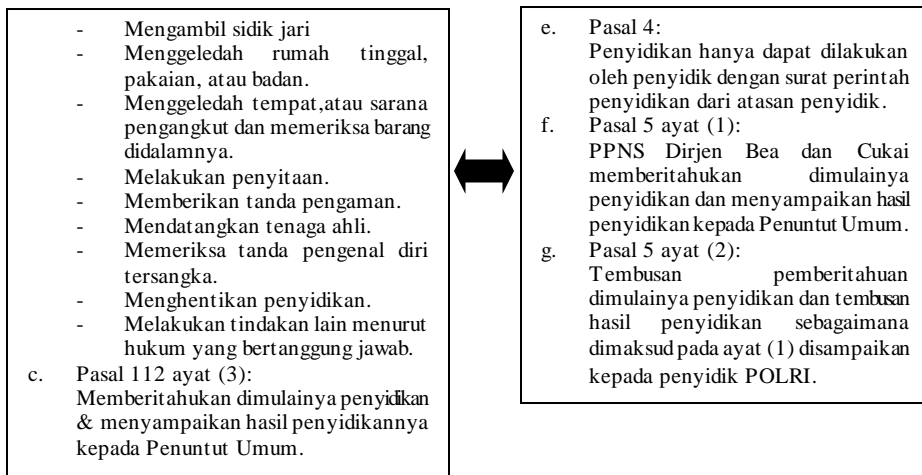 - Mengambil sidik jari
- Menggeledah rumah tinggal,
pakaian, atau badan.
- Menggeledah tempat,atau sarana
pengangkut dan memeriksa barang
didalamnya.
- Melakukan penyitaan.
- Memberikan tanda pengaman.
- Mendatangkan tenaga ahli.
- Memeriksa tanda pengenal diri
tersangka.
- Menghentikan penyidikan.
- Melakukan tindakan lain menurut
hukum yang bertanggung jawab.
c. Pasal 112 ayat (3):
Memberitahukan dimulainya penyidikan
& menyampaikan hasil penyidikannya
kepada Penuntut Umum.
e. Pasal 4:
Penyidikan hanya dapat dilakukan
oleh penyidik dengan surat perintah
penyidikan dari atasan penyidik.
f. Pasal 5 ayat (1):
PPNS Dirjen Bea dan Cukai
memberitahukan dimulainya
penyidikan dan menyampaikan hasil
penyidikan kepada Penuntut Umum.
g. Pasal 5 ayat (2):
Tembusan pemberitahuan
dimulainya penyidikan dan tembusan
hasil penyidikan sebagaimana
dimaksud pada ayat (1) disampaikan
kepada penyidik POLRI.